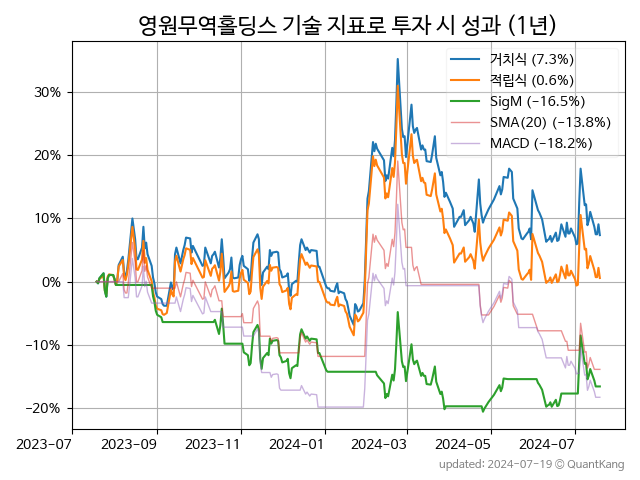 영원무역홀딩스 기술 지표로 투자 시 성과 (1년)
거치식 (7.3%)
적립식 (0.6%)
SigM (−16.5%)
SMA(20) (−13.8%)
MACD (−18.2%)
30%
20%
10%
0%
−10%
−20%
2023-07 2023-09 2023-11 2024-01 2024-03 2024-05 2024-07
updated: 2024-07-19 © QuantKang